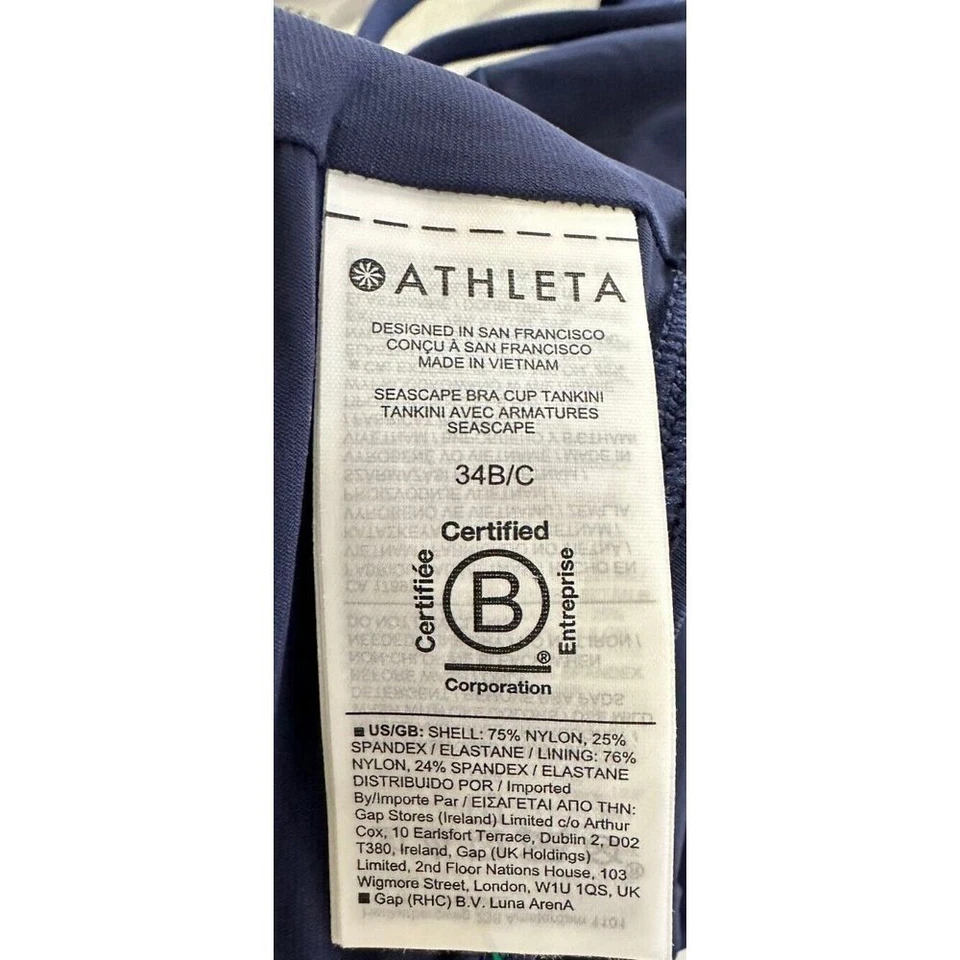 ATHLETA
DESIGNED IN SAN FRANCISCO
CONÇU À SAN FRANCISCO
MADE IN VIETNAM
SEASCAPE BRA CUP TANKINI
TANKINI AVEC ARMATURES
SEASCAPE
34B/C
Certified
Certifiée
B
Entreprise
®
Corporation
US/GB: SHELL: 75% NYLON, 25%
SPANDEX / ELASTANE / LINING: 76%
NYLON, 24% SPANDEX / ELASTANE
DISTRIBUIDO POR / Imported
By/Importe Par / ΕΙΣΑΓΕΤΑΙ ΑΠΟ ΤΗΝ:
Gap Stores (Ireland) Limited c/o Arthur
Cox, 10 Earlsfort Terrace, Dublin 2, D02
T380, Ireland, Gap (UK Holdings)
Limited, 2nd Floor Nations House, 103
Wigmore Street, London, W1U 1QS, UK
Gap (RHC) B.V. Luna ArenA